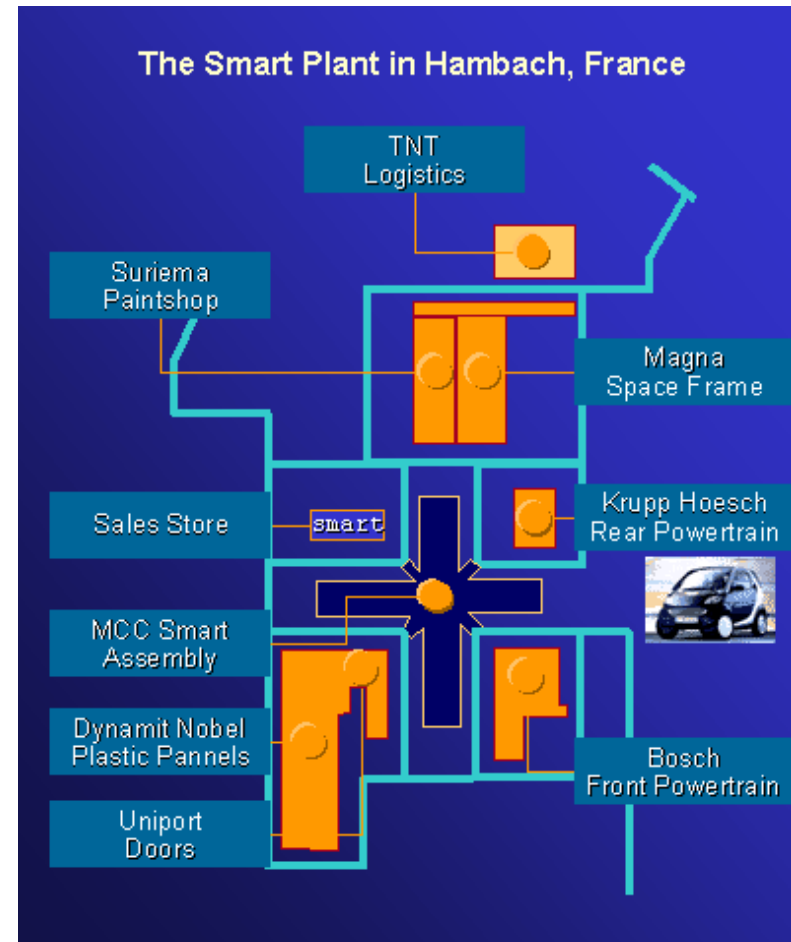 The Smart Plant in Hambach, France
TNT
Logistics
Suriema
Paintshop
Magna
Space Frame
Sales Store
smart
Krupp Hoesch
Rear Powertrain
MCC Smart
Assembly
Dynamit Nobel
Plastic Pannels
Bosch
Front Powertrain
Uniport
Doors